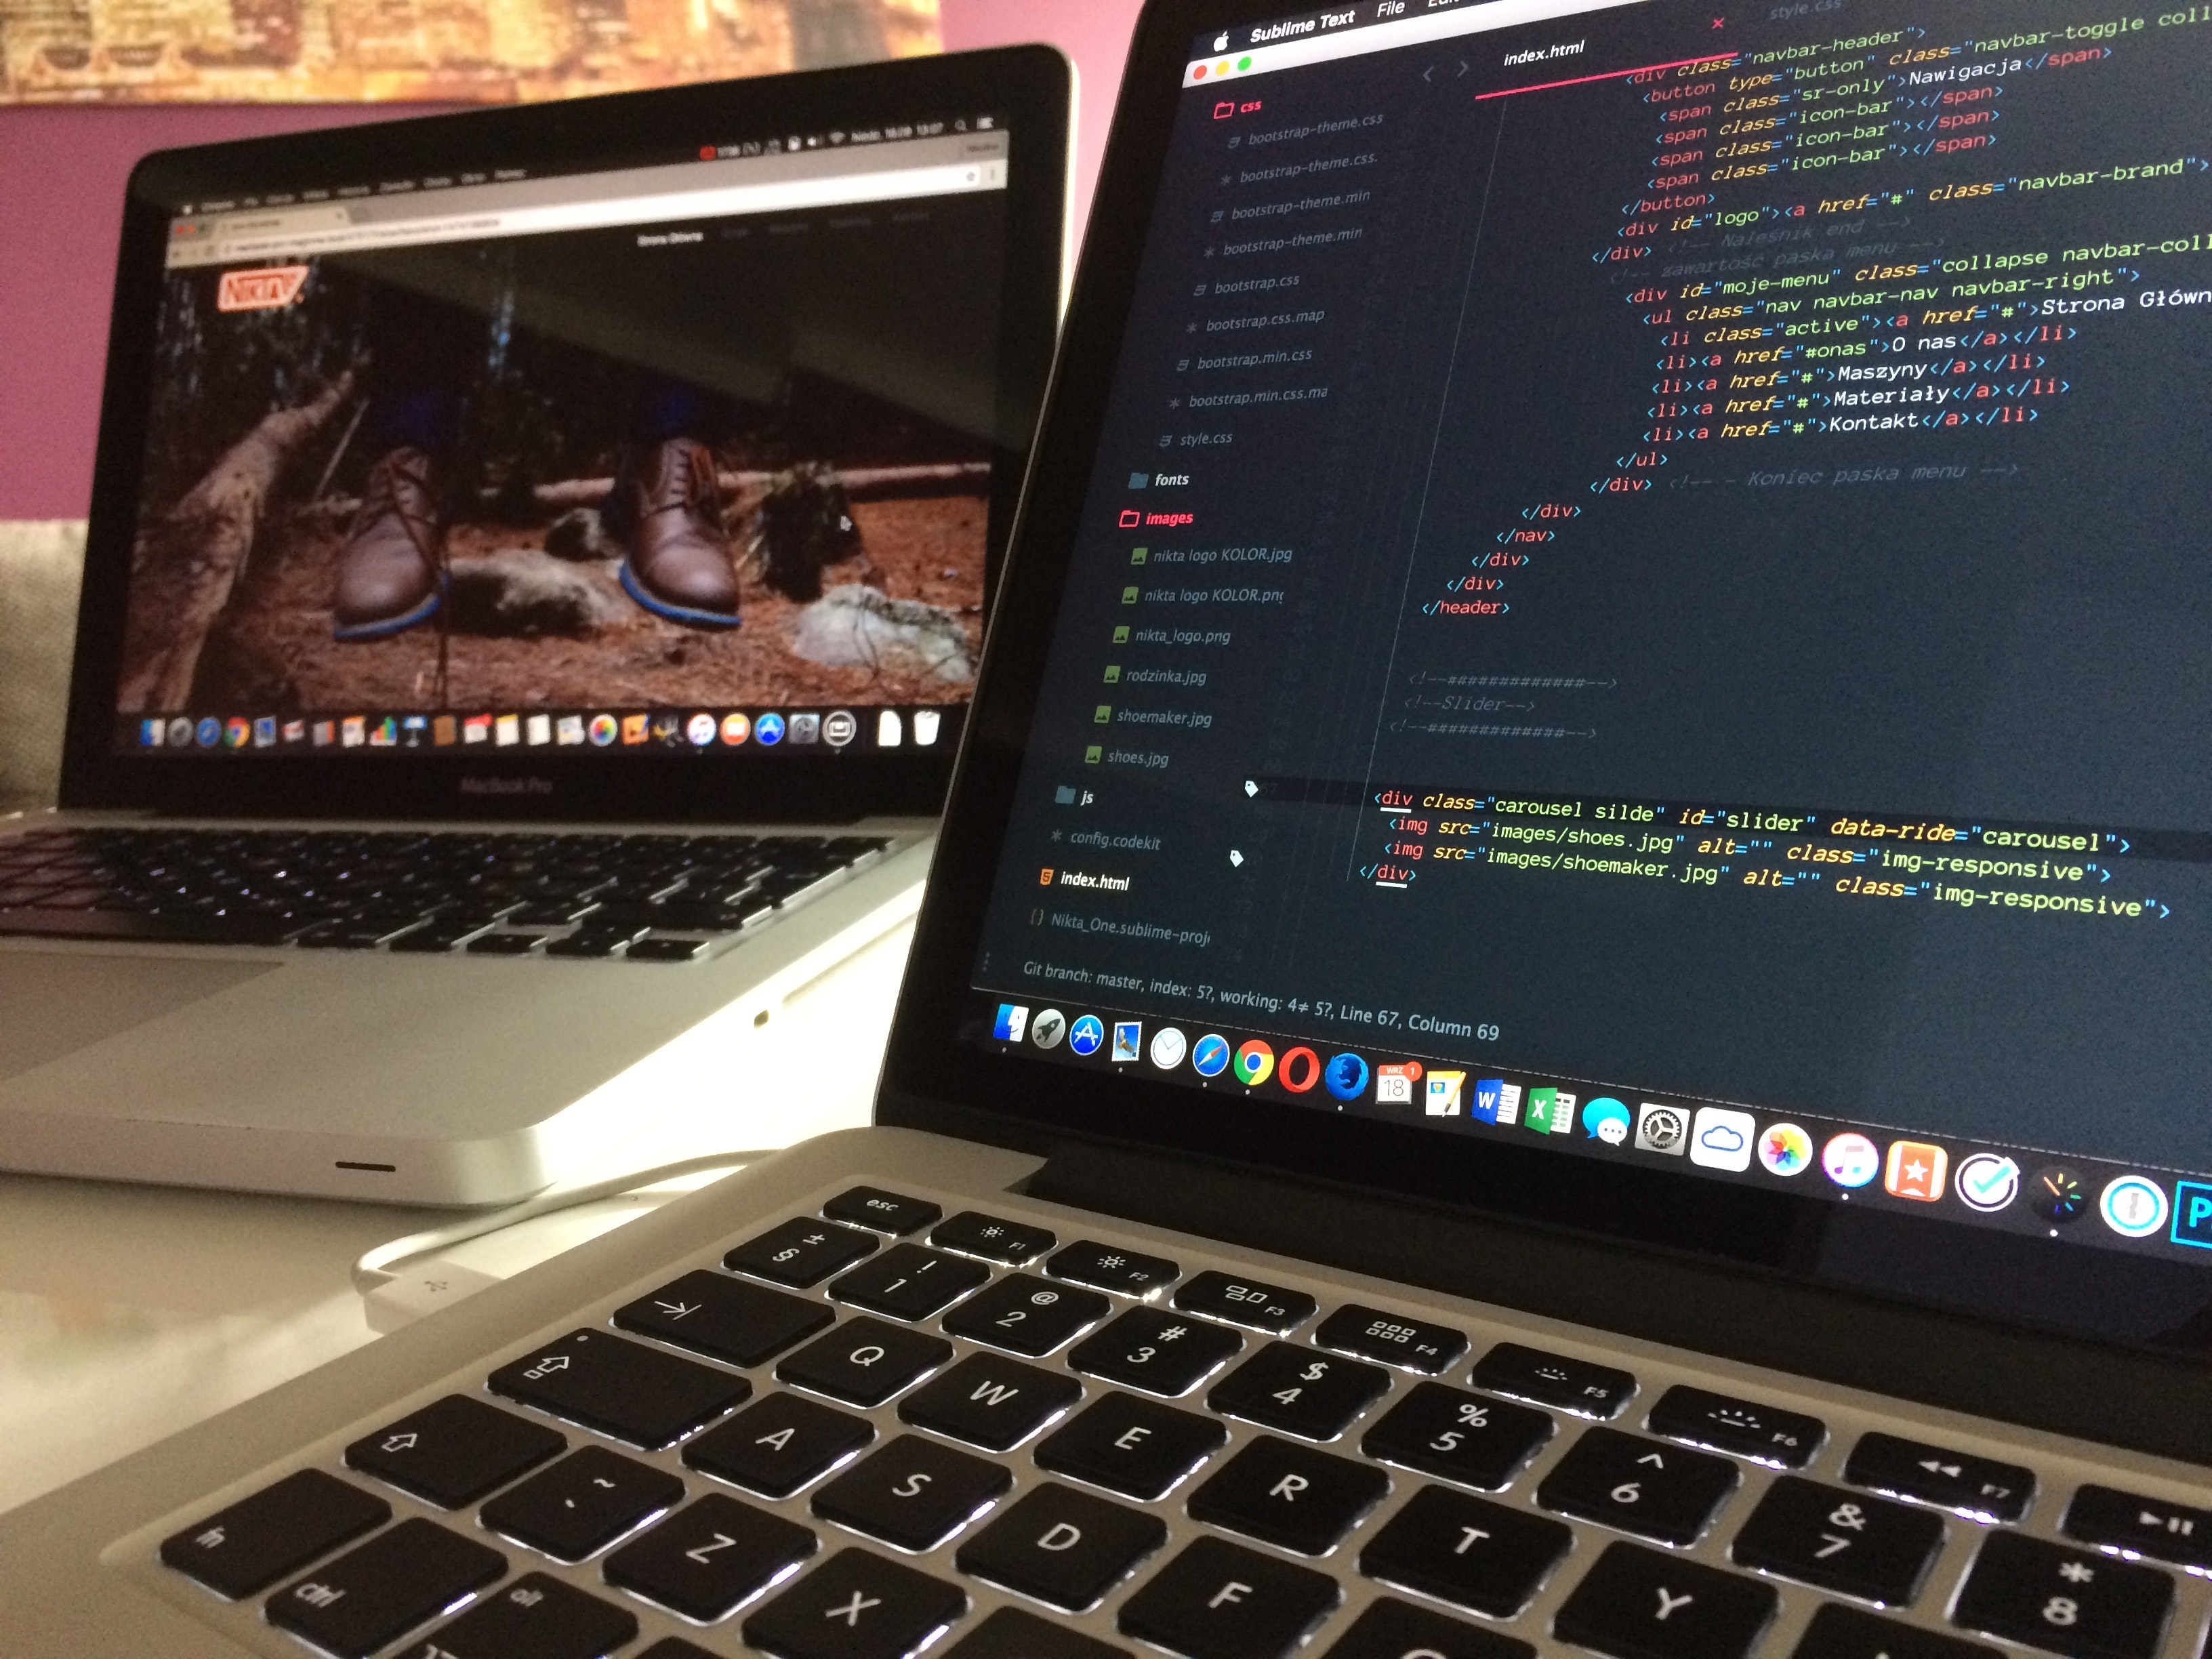 Sublime Text File
index.html
style.css
css
bootstrap-theme.css
bootstrap-theme.css.
bootstrap-theme.min
bootstrap-theme.min
bootstrap.css
bootstrap.css.map
bootstrap.min.css
bootstrap.min.css.ma
style.css
fonts
images
nikta logo KOLOR.jpg
nikta logo KOLOR.png
nikta_logo.png
rodzinka.jpg
shoemaker.jpg
shoes.jpg
js
config.codekit
index.html
Nikta_One.sublime-proj
<div class="navbar-header">
<button type="button" class="navbar-toggle coll
<span class="sr-only">Nawigacja</span>
<span class="icon-bar"></span>
<span class="icon-bar"></span>
<span class="icon-bar"></span>
</button>
<div id="logo"><a href="#" class="navbar-brand">
</div> <!-- Naleśnik end -->
<!-- zawartość paska menu -->
<div id="moje-menu" class="collapse navbar-coll
<ul class="nav navbar-nav navbar-right">
<li class="active"><a href="#">Strona Główn
<li><a href="#onas">O nas</a></li>
<li><a href="#">Maszyny</a></li>
<li><a href="#">Materiały</a></li>
<li><a href="#">Kontakt</a></li>
</ul>
</div> <!-- - Koniec paska menu -->
</div>
</nav>
</div>
</div>
</header>
<!--#############-->
<!--Slider-->
<!--#############-->
<div class="carousel silde" id="slider" data-ride="carousel">
<img src="images/shoes.jpg" alt="" class="img-responsive">
<img src="images/shoemaker.jpg" alt="" class="img-responsive">
</div>
Git branch: master, index: 5?, working: 4≠ 5?, Line 67, Column 69
WRZ 1
18
W
X
P
Strona Główna
NIKTA
MacBook Pro
esc F1 F2 F3 F4 F5 F6 F7
§ ± ! 1 @ 2 # 3 $ 4 % 5 ^ 6 & 7 * 8
Q W E R T Y
A S D F
Z X
fn ctrl alt